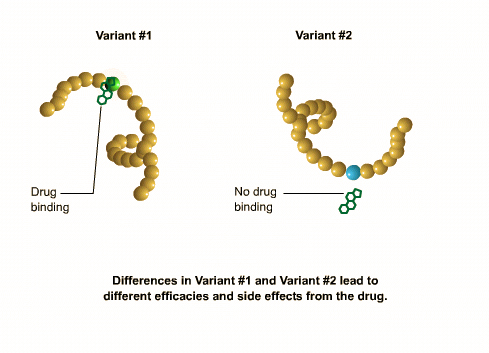 Variant #1
Variant #2
Drug
binding
No drug
binding
Differences in Variant #1 and Variant #2 lead to
different efficacies and side effects from the drug.